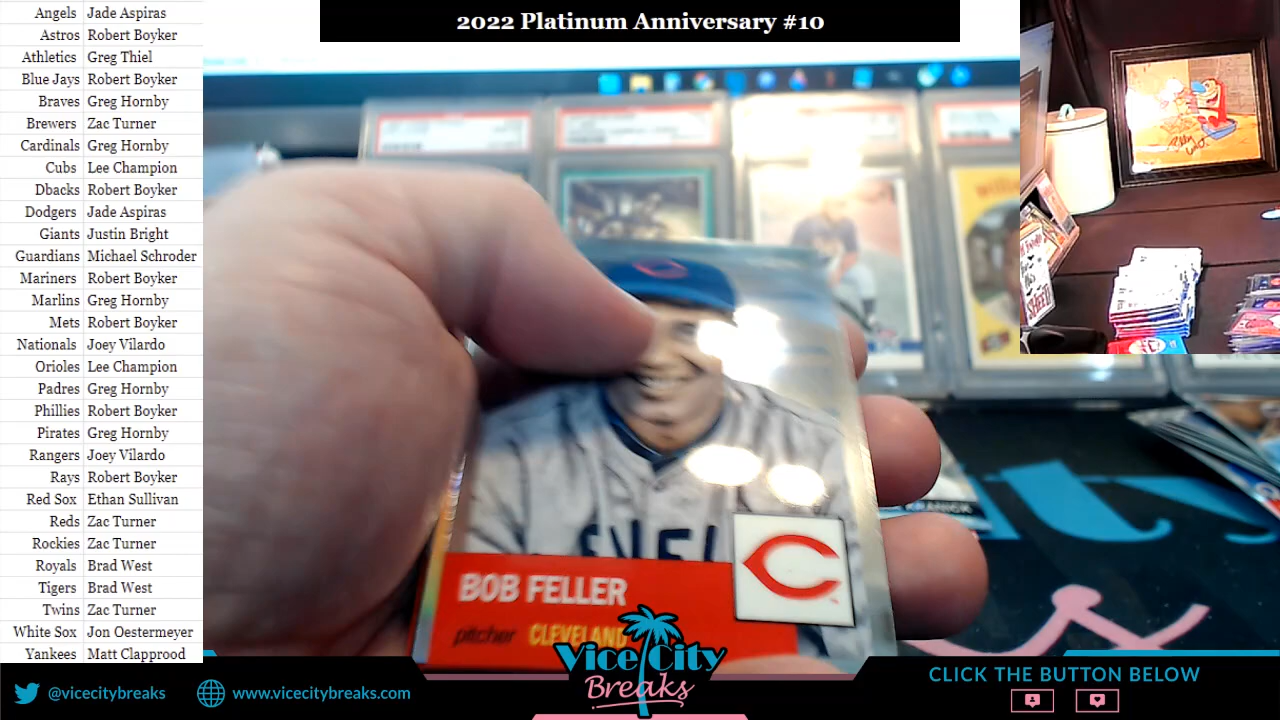 2022 Platinum Anniversary #10
Angels Jade Aspiras
Astros Robert Boyker
Athletics Greg Thiel
Blue Jays Robert Boyker
Braves Greg Hornby
Brewers Zac Turner
Cardinals Greg Hornby
Cubs Lee Champion
Dbacks Robert Boyker
Dodgers Jade Aspiras
Giants Justin Bright
Guardians Michael Schroder
Mariners Robert Boyker
Marlins Greg Hornby
Mets Robert Boyker
Nationals Joey Vilardo
Orioles Lee Champion
Padres Greg Hornby
Phillies Robert Boyker
Pirates Greg Hornby
Rangers Joey Vilardo
Rays Robert Boyker
Red Sox Ethan Sullivan
Reds Zac Turner
Rockies Zac Turner
Royals Brad West
Tigers Brad West
Twins Zac Turner
White Sox Jon Oestermeyer
Yankees Matt Clapprood
BOB FELLER
pitcher CLEVELAND
C
Vice City
Breaks
@vicecitybreaks
www.vicecitybreaks.com
CLICK THE BUTTON BELOW